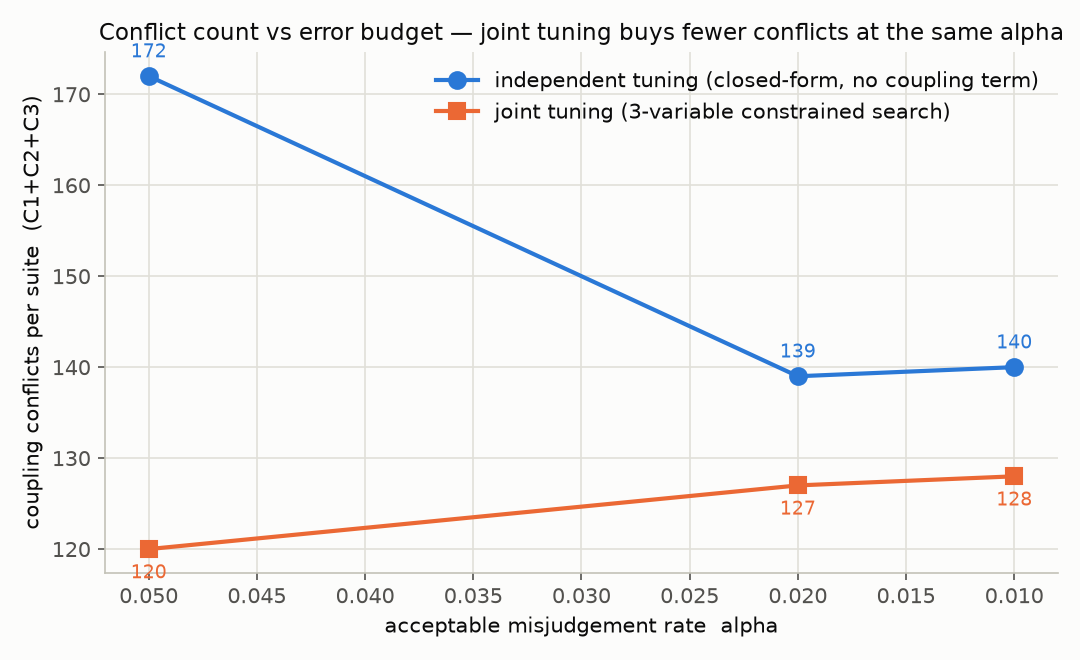 Conflict count vs error budget — joint tuning buys fewer conflicts at the same alpha
172
independent tuning (closed-form, no coupling term)
joint tuning (3-variable constrained search)
coupling conflicts per suite  (C1+C2+C3)
170
160
150
140
130
120
139
140
127
128
120
0.050 0.045 0.040 0.035 0.030 0.025 0.020 0.015 0.010
acceptable misjudgement rate  alpha